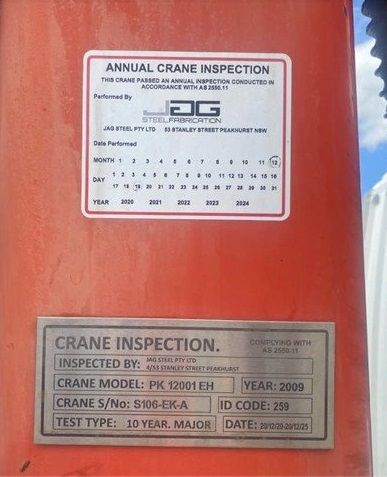 ANNUAL CRANE INSPECTION
THIS CRANE PASSED AN ANNUAL INSPECTION CONDUCTED IN
ACCORDANCE WITH AS 2550.11
Performed By
JAG
STEELFABRICATION
JAG STEEL PTY LTD 53 STANLEY STREET PEAKHURST NSW
Date Performed
MONTH 1 2 3 4 5 6 7 8 9 10 11 12
DAY 1 2 3 4 5 6 7 8 9 10 11 12 13 14 15 16
17 18 19 20 21 22 23 24 25 26 27 28 29 30 31
YEAR 2020 2021 2022 2023 2024
CRANE INSPECTION. COMPLYING WITH
AS 2550.11
INSPECTED BY: JAG STEEL PTY LTD
4/53 STANLEY STREET PEAKHURST
CRANE MODEL: PK 12001 EH YEAR: 2009
CRANE S/No: S106-EK-A ID CODE: 259
TEST TYPE: 10 YEAR. MAJOR DATE: 20/12/20-20/12/25